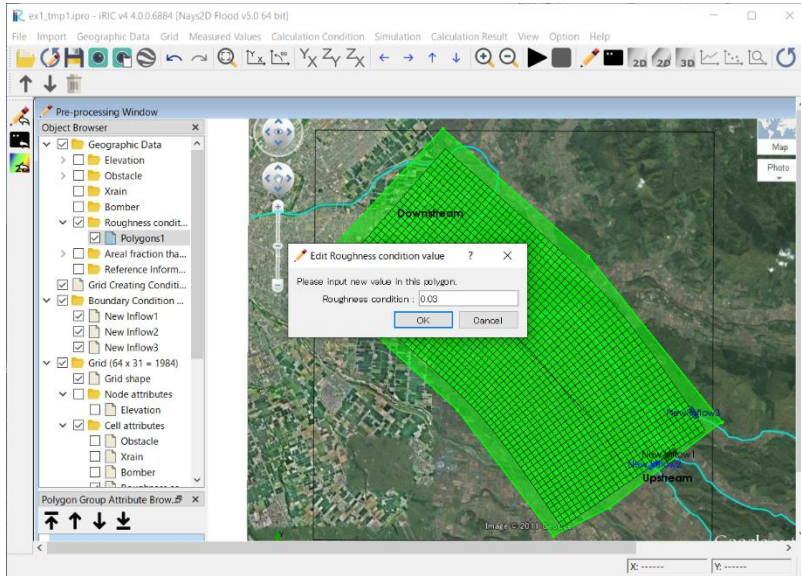 ex1_tmp1.ipro - iRIC v4 4.0.0.6884 [Nays2D Flood v5.0 64 bit]
File Import Geographic Data Grid Measured Values Calculation Condition Simulation Calculation Result View Option Help
Pre-processing Window
Object Browser
Geographic Data
Elevation
Obstacle
Xrain
Bomber
Roughness condit...
Polygons1
Areal fraction tha...
Reference Inform...
Grid Creating Conditi...
Boundary Condition ...
New Inflow1
New Inflow2
New Inflow3
Grid (64 x 31 = 1984)
Grid shape
Node attributes
Elevation
Cell attributes
Obstacle
Xrain
Bomber
Polygon Group Attribute Brow...
Map
Photo
Downstream
Edit Roughness condition value
Please input new value in this polygon.
Roughness condition : 0.03
OK Cancel
New Inflow3
New Inflow1
New Inflow2
Upstream
X: ------ Y: ------